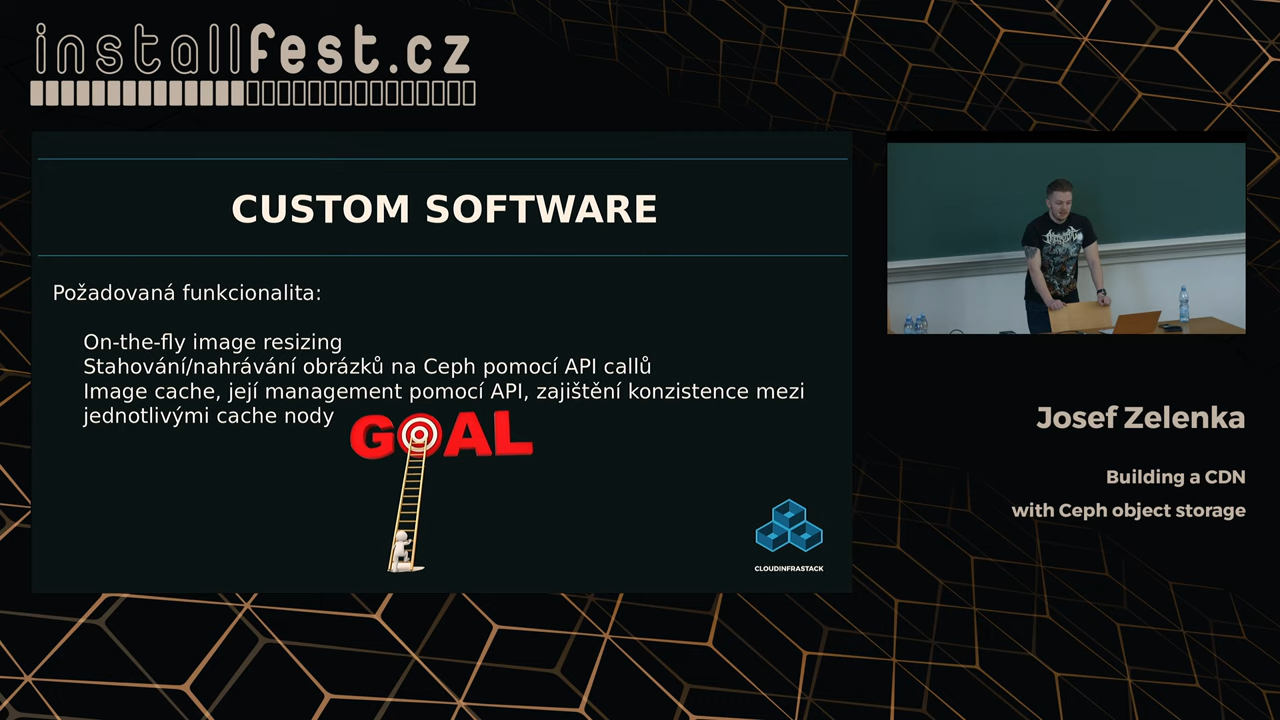 installfest.cz
CUSTOM SOFTWARE
Požadovaná funkcionalita:
On-the-fly image resizing
Stahování/nahrávání obrázků na Ceph pomocí API callů
Image cache, její management pomocí API, zajištění konzistence mezi
jednotlivými cache nody
GOAL
CLOUDINFRASTACK
Josef Zelenka
Building a CDN
with Ceph object storage